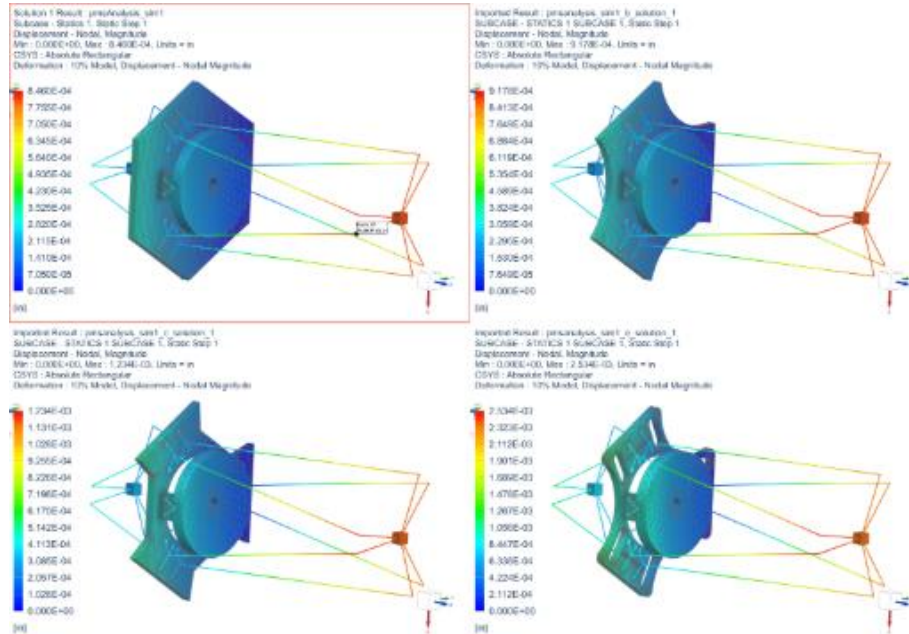 Solution 1 Result : pmsAnalysis_sim1
Subcase - Statics 1, Static Step 1
Displacement - Nodal, Magnitude
Min : 0.000E+00, Max : 8.460E-04, Units = in
CSYS : Absolute Rectangular
Deformation : 10% Model, Displacement - Nodal Magnitude
8.460E-04
7.755E-04
7.050E-04
6.345E-04
5.640E-04
4.935E-04
4.230E-04
3.525E-04
2.820E-04
2.115E-04
1.410E-04
7.050E-05
0.000E+00
[in]
Imported Result : pmsanalysis_sim1_b_solution_1
SUBCASE - STATICS 1 SUBCASE 1, Static Step 1
Displacement - Nodal, Magnitude
Min : 0.000E+00, Max : 9.178E-04, Units = in
CSYS : Absolute Rectangular
Deformation : 10% Model, Displacement - Nodal Magnitude
9.178E-04
8.413E-04
7.648E-04
6.884E-04
6.119E-04
5.354E-04
4.589E-04
3.824E-04
3.059E-04
2.295E-04
1.530E-04
7.648E-05
0.000E+00
[in]
Imported Result : pmsanalysis_sim1_c_solution_1
SUBCASE - STATICS 1 SUBCASE 1, Static Step 1
Displacement - Nodal, Magnitude
Min : 0.000E+00, Max : 1.234E-03, Units = in
CSYS : Absolute Rectangular
Deformation : 10% Model, Displacement - Nodal Magnitude
1.234E-03
1.131E-03
1.028E-03
9.255E-04
8.226E-04
7.198E-04
6.170E-04
5.142E-04
4.113E-04
3.085E-04
2.057E-04
1.028E-04
0.000E+00
[in]
Imported Result : pmsanalysis_sim1_e_solution_1
SUBCASE - STATICS 1 SUBCASE 1, Static Step 1
Displacement - Nodal, Magnitude
Min : 0.000E+00, Max : 2.534E-03, Units = in
CSYS : Absolute Rectangular
Deformation : 10% Model, Displacement - Nodal Magnitude
2.534E-03
2.323E-03
2.112E-03
1.901E-03
1.689E-03
1.478E-03
1.267E-03
1.056E-03
8.447E-04
6.336E-04
4.224E-04
2.112E-04
0.000E+00
[in]